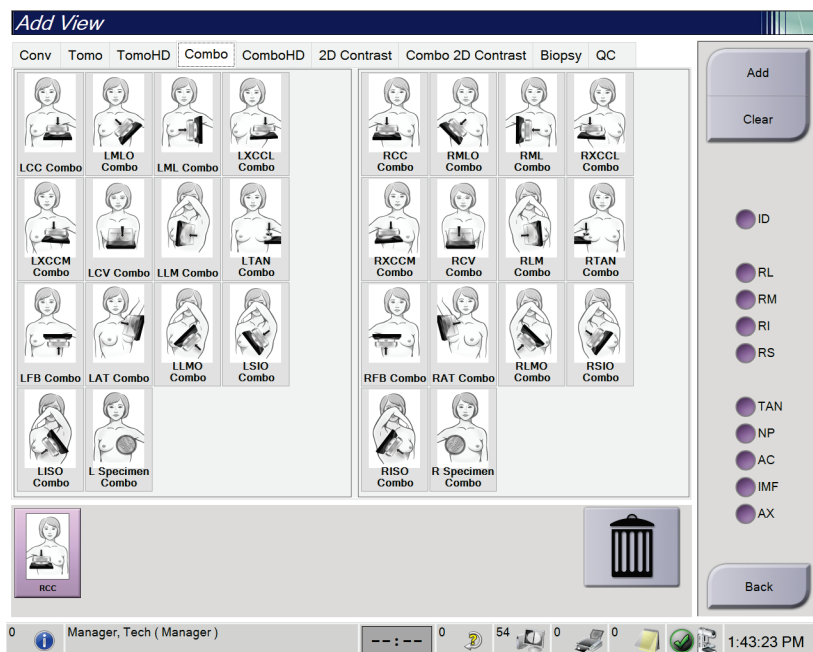 Add View
Conv Tomo TomoHD Combo ComboHD 2D Contrast Combo 2D Contrast Biopsy QC
LCC Combo
LMLO
Combo
LML Combo
LXCCL
Combo
RCC
Combo
RMLO
Combo
RML
Combo
RXCCL
Combo
LXCCM
Combo
LCV Combo
LLM Combo
LTAN
Combo
RXCCM
Combo
RCV
Combo
RLM
Combo
RTAN
Combo
LFB Combo
LAT Combo
LLMO
Combo
LSIO
Combo
RFB Combo
RAT Combo
RLMO
Combo
RSIO
Combo
LISO
Combo
L Specimen
Combo
RISO
Combo
R Specimen
Combo
RCC
Add
Clear
ID
RL
RM
RI
RS
TAN
NP
AC
IMF
AX
Back
0 i Manager, Tech ( Manager ) --:-- 0 ? 54 0 0 1:43:23 PM